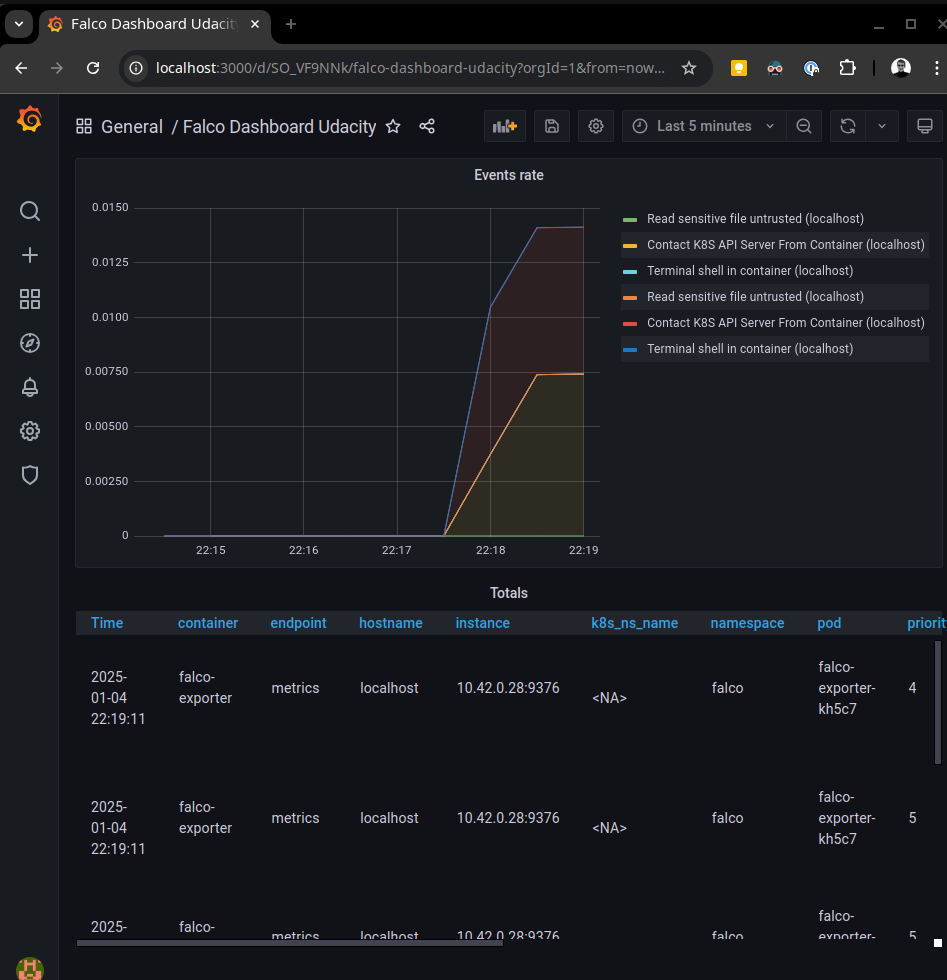 Falco Dashboard Udacity
localhost:3000/d/SO_VF9NNk/falco-dashboard-udacity?orgId=1&from=now...
General / Falco Dashboard Udacity
Last 5 minutes
Events rate
0.0150
0.0125
0.0100
0.00750
0.00500
0.00250
0
22:15 22:16 22:17 22:18 22:19
Read sensitive file untrusted (localhost)
Contact K8S API Server From Container (localhost)
Terminal shell in container (localhost)
Read sensitive file untrusted (localhost)
Contact K8S API Server From Container (localhost)
Terminal shell in container (localhost)
Totals
Time container endpoint hostname instance k8s_ns_name namespace pod priority
2025-
01-04
22:19:11
falco-
exporter
metrics
localhost
10.42.0.28:9376
<NA>
falco
falco-
exporter-
kh5c7
4
2025-
01-04
22:19:11
falco-
exporter
metrics
localhost
10.42.0.28:9376
<NA>
falco
falco-
exporter-
kh5c7
5
2025-
falco-
metrics
localhost
10.42.0.28:9376
falco
falco-
exporter-
5